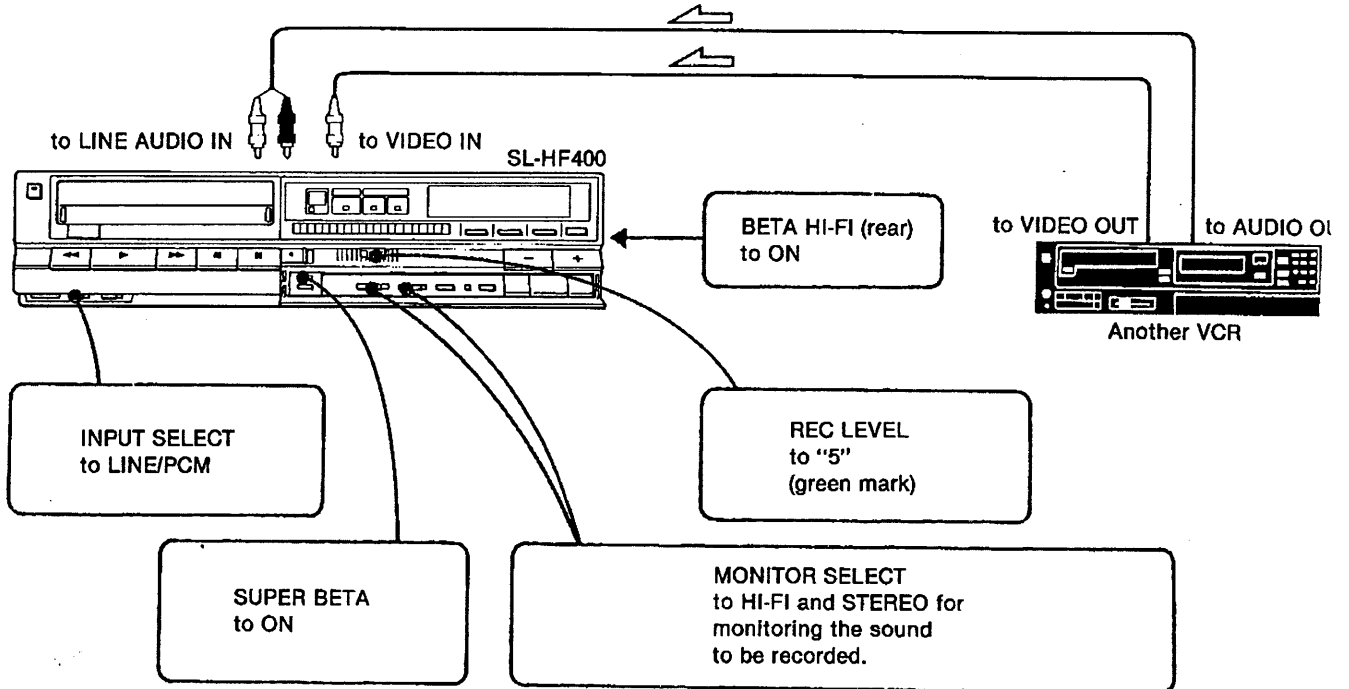 to LINE AUDIO IN
to VIDEO IN
SL-HF400
BETA HI-FI (rear)
to ON
to VIDEO OUT
to AUDIO
Another VCR
INPUT SELECT
to LINE/PCM
REC LEVEL
to “5”
(green mark)
SUPER BETA
to ON
MONITOR SELECT
to HI-FI and STEREO for
monitoring the sound
to be recorded.